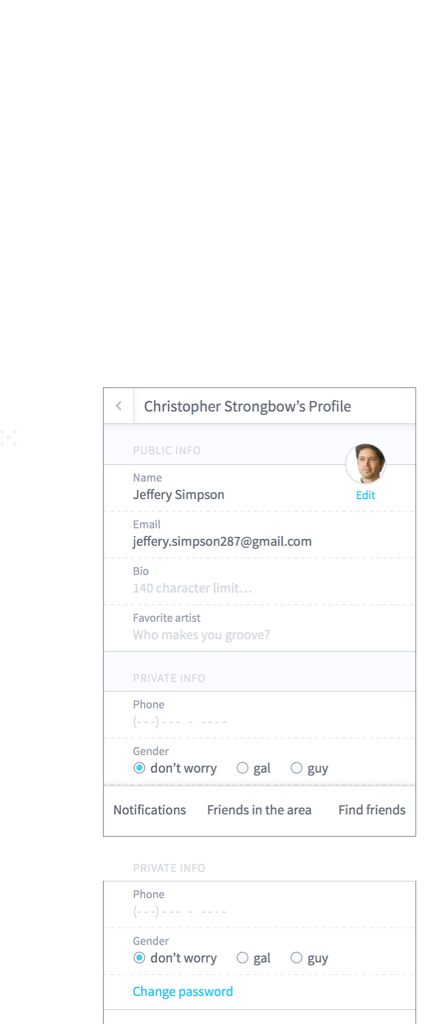 Christopher Strongbow’s Profile
PUBLIC INFO
Name
Jeffery Simpson
Edit
Email
jeffery.simpson287@gmail.com
Bio
140 character limit...
Favorite artist
Who makes you groove?
PRIVATE INFO
Phone
(---)--- - ----
Gender
don’t worry gal guy
Notifications Friends in the area Find friends
PRIVATE INFO
Phone
(---)--- - ----
Gender
don’t worry gal guy
Change password